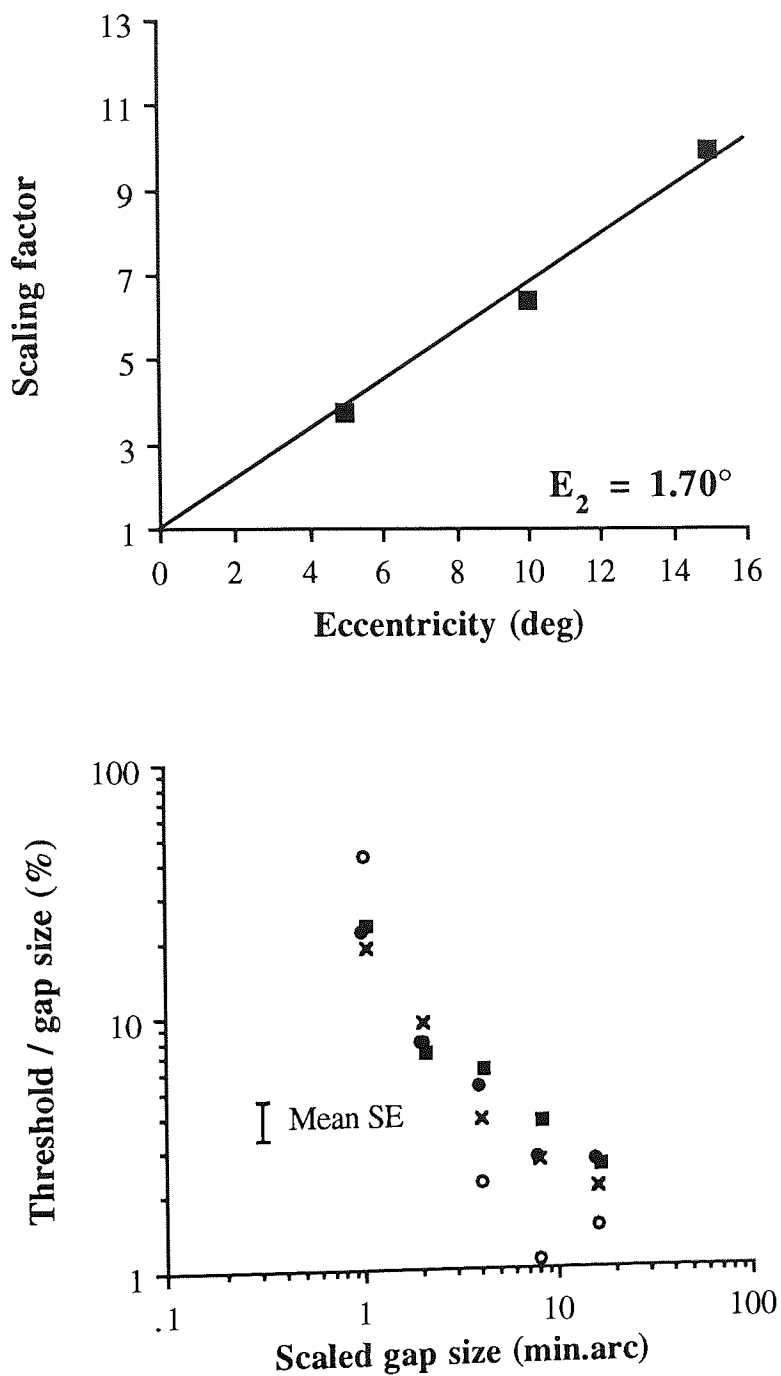 13
11
9
7
5
3
1
Scaling factor
E2 = 1.70°
0 2 4 6 8 10 12 14 16
Eccentricity (deg)
100
10
1
Threshold / gap size (%)
Mean SE
.1 1 10 100
Scaled gap size (min.arc)